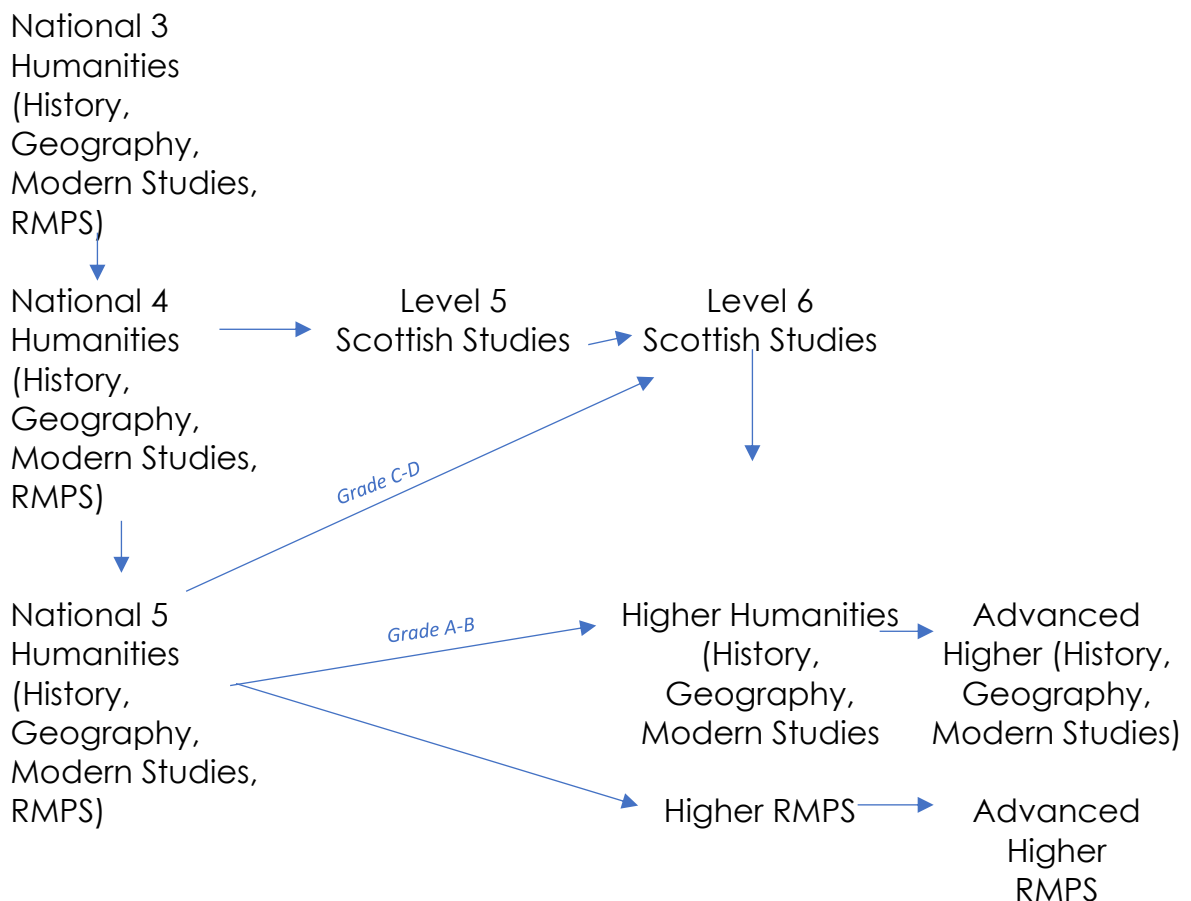 National 3
Humanities
(History,
Geography,
Modern Studies,
RMPS)
National 4
Humanities
(History,
Geography,
Modern Studies,
RMPS)
Level 5
Scottish Studies
Level 6
Scottish Studies
Grade C-D
National 5
Humanities
(History,
Geography,
Modern Studies,
RMPS)
Grade A-B
Higher Humanities
(History,
Geography,
Modern Studies
Advanced
Higher (History,
Geography,
Modern Studies)
Higher RMPS
Advanced
Higher
RMPS